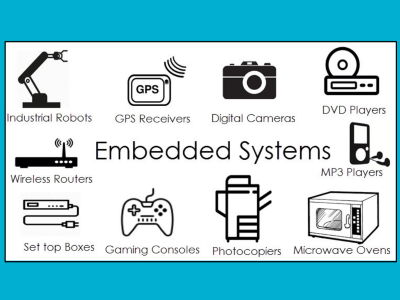 GPS
Industrial Robots
GPS Receivers
Digital Cameras
DVD Players
Embedded Systems
Wireless Routers
MP3 Players
Set top Boxes
Gaming Consoles
Photocopiers
Microwave Ovens